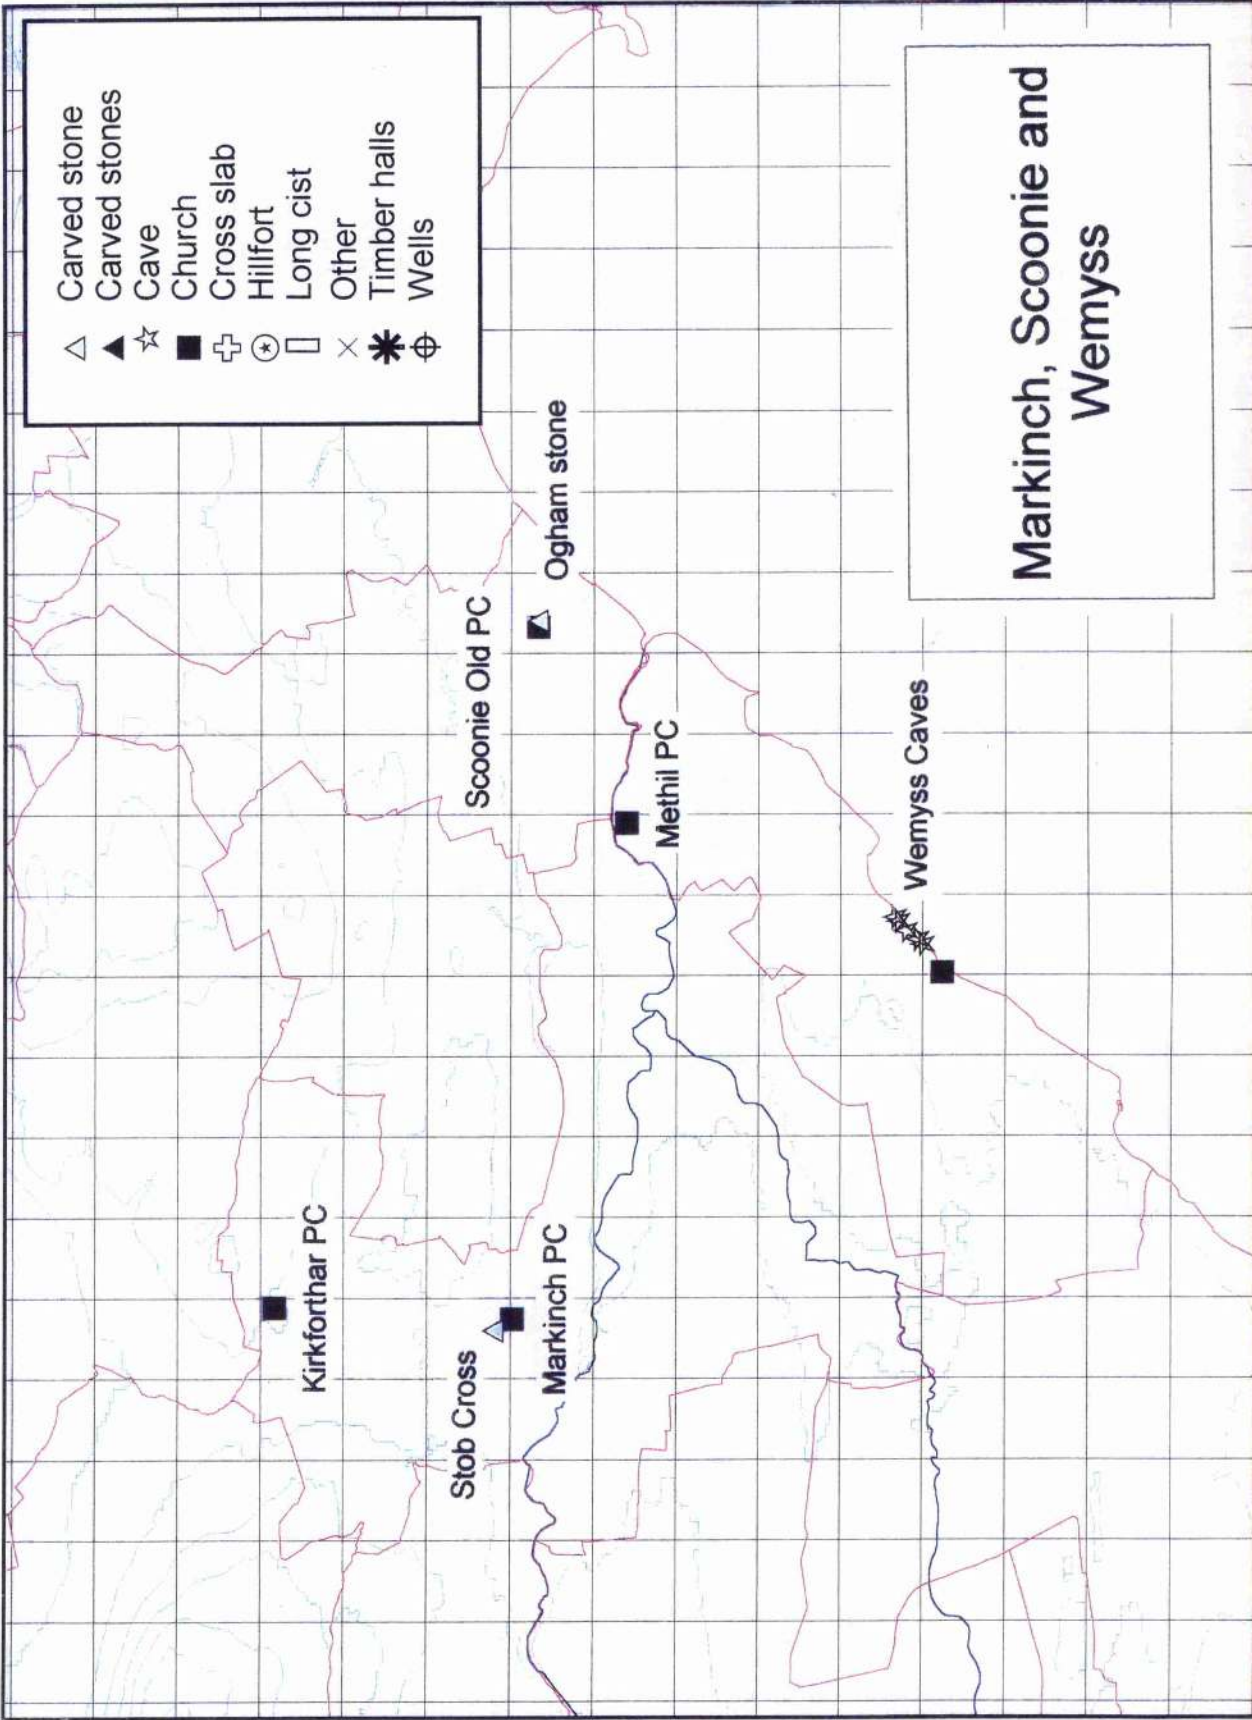 Carved stone
Carved stones
Cave
Church
Cross slab
Hillfort
Long cist
Other
Timber halls
Wells
Kirkforthar PC
Stob Cross
Markinch PC
Scoonie Old PC
Ogham stone
Methil PC
Wemyss Caves
Markinch, Scoonie and
Wemyss